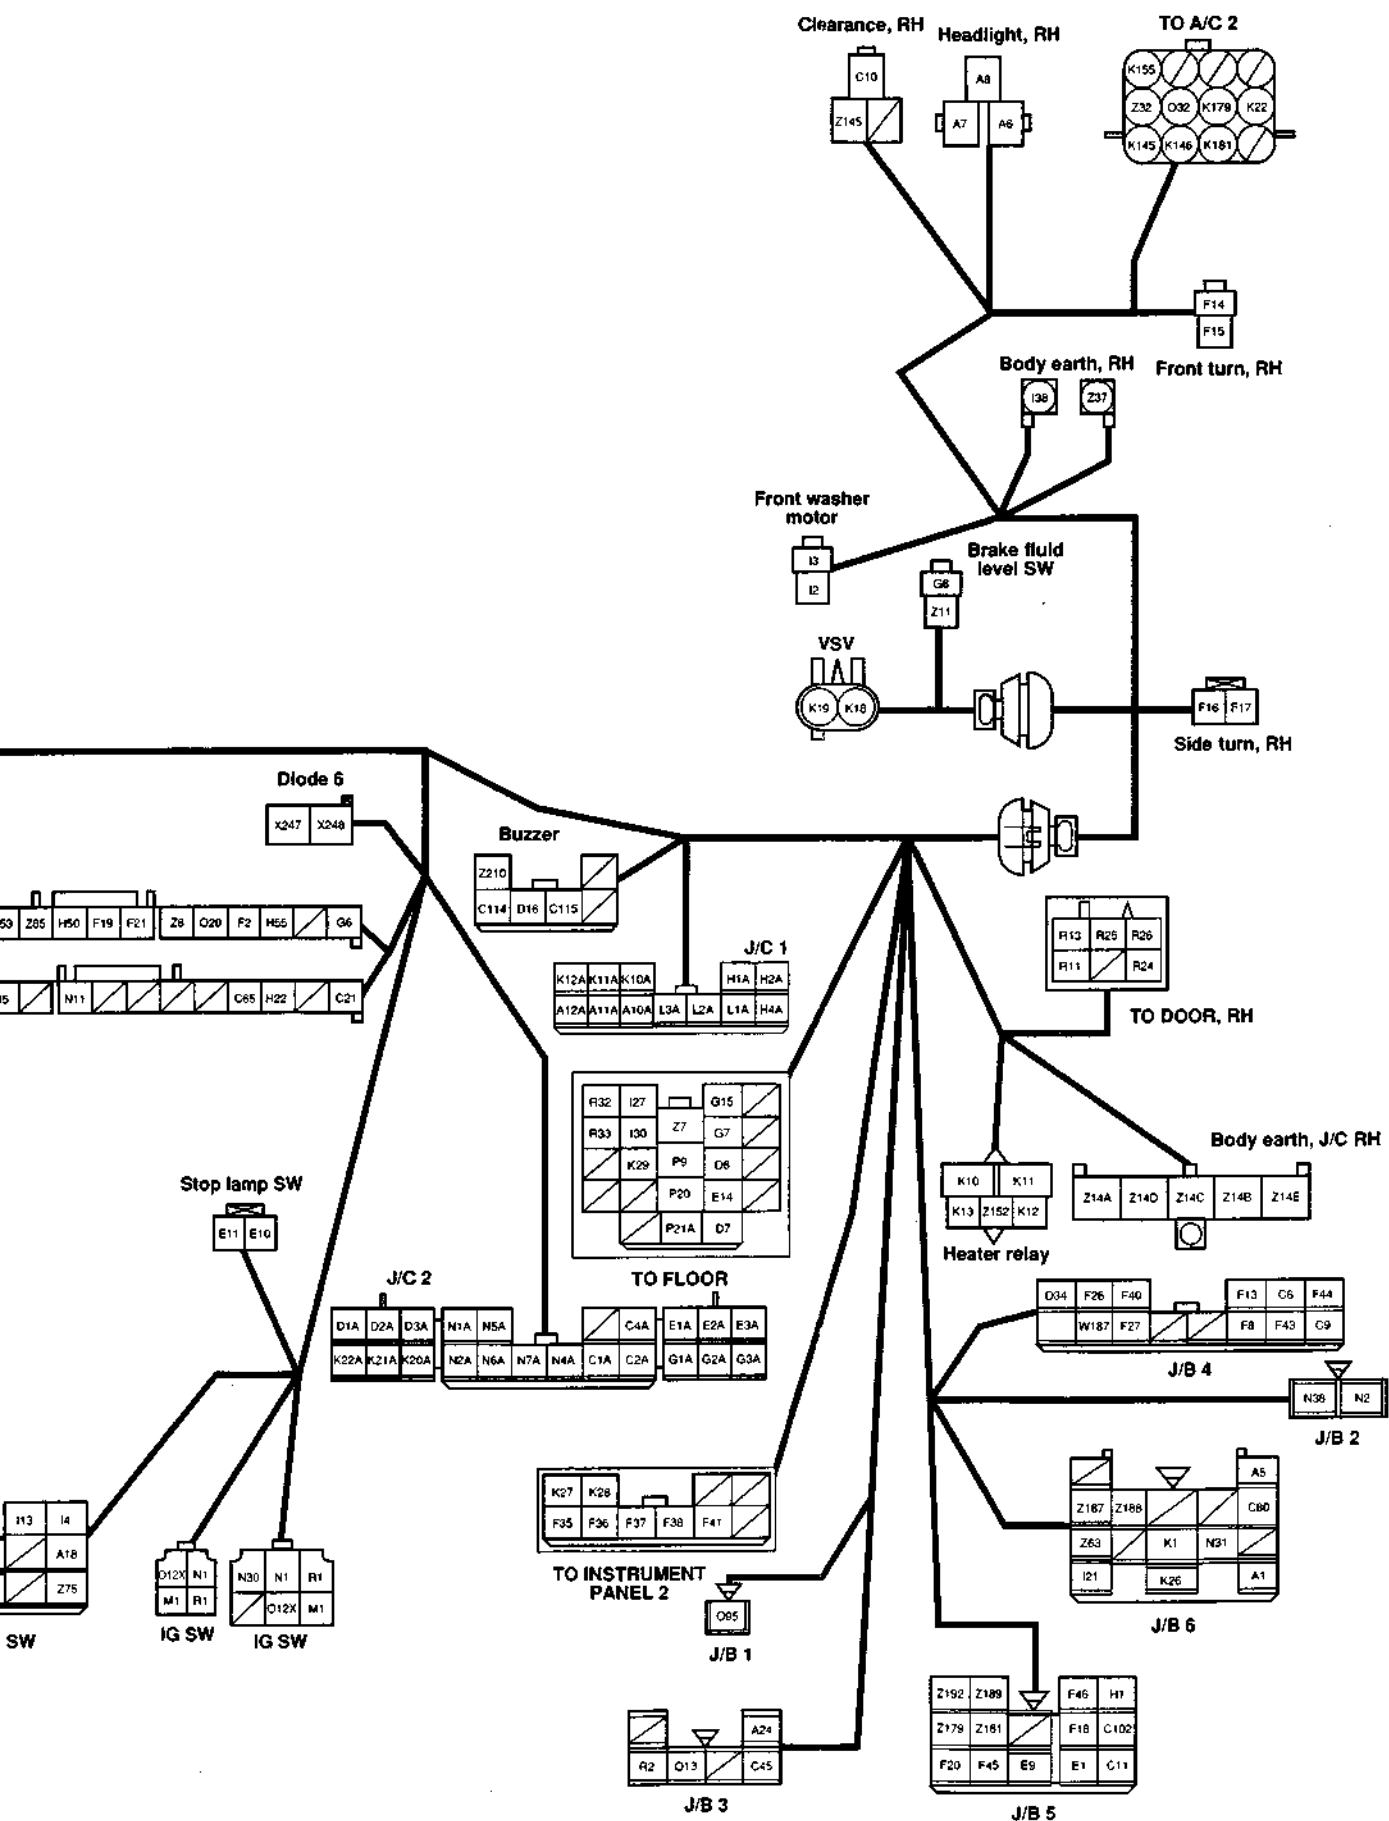 Clearance, RH
Headlight, RH
TO A/C 2
C10
Z145
A8
A7 A6
K155
Z32 O32 K179 K22
K145 K146 K181
F14
F15
Front turn, RH
Body earth, RH
I38 Z37
Front washer
motor
I3
I2
Brake fluid
level SW
G8
Z11
VSV
K19 K18
F16 F17
Side turn, RH
Diode 6
X247 X248
Buzzer
Z210
C114 D16 C115
53 Z85 H50 F19 F21 Z8 O20 F2 H55 G6
N11 C65 H22 C21
J/C 1
K12A K11A K10A H1A H2A
A12A A11A A10A L3A L2A L1A H4A
R13 R25 R26
R11 R24
TO DOOR, RH
R32 I27 G15
R33 I30 Z7 G7
K29 P9 D6
P20 E14
P21A D7
TO FLOOR
Body earth, J/C RH
K10 K11
K13 Z152 K12
Heater relay
Z14A Z14D Z14C Z14B Z14E
Stop lamp SW
E11 E10
J/C 2
D1A D2A D3A N1A N5A C4A E1A E2A E3A
K22A K21A K20A N2A N6A N7A N4A C1A C2A G1A G2A G3A
O34 F26 F40 F13 C6 F44
W187 F27 F8 F43 C9
J/B 4
N38 N2
J/B 2
K27 K28
F35 F36 F37 F38 F41
TO INSTRUMENT
PANEL 2
O95
J/B 1
A5
Z187 Z188 C80
Z63 K1 N31
I21 K26 A1
J/B 6
I13 I4
A18
Z75
SW
O12X N1
M1 R1
IG SW
N30 N1 R1
O12X M1
IG SW
A24
R2 O13 C45
J/B 3
Z192 Z189 F46 H1
Z179 Z181 F18 C102
F20 F45 E9 E1 C11
J/B 5